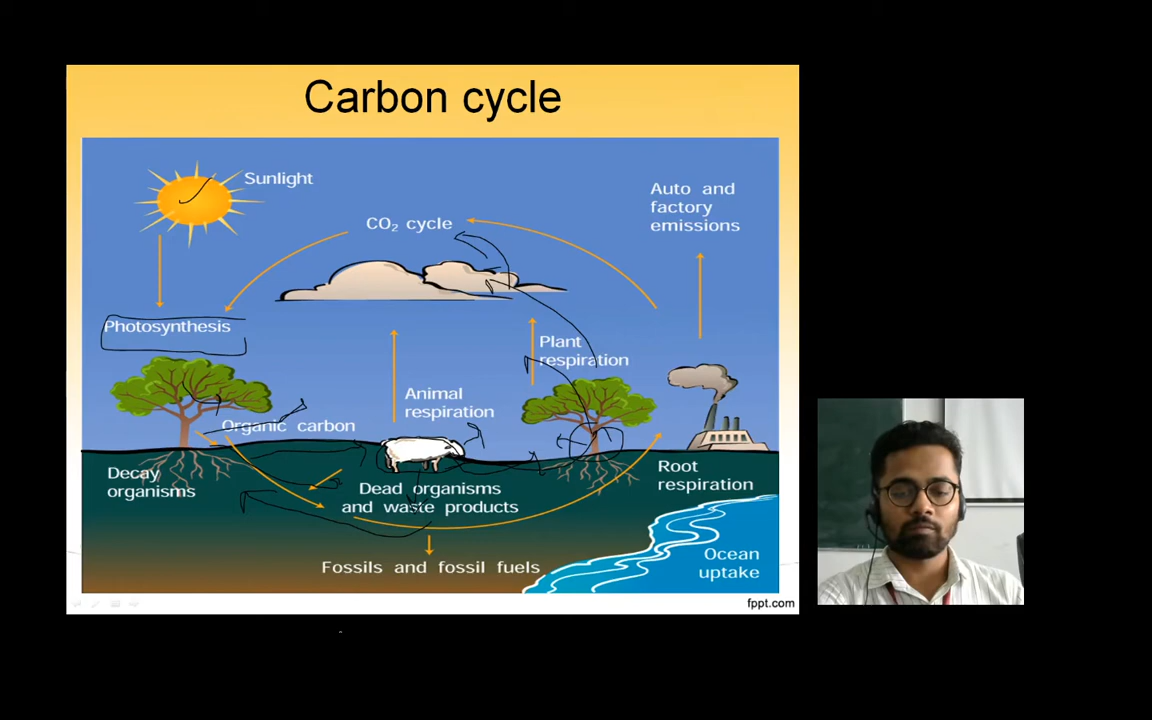 Carbon cycle
Sunlight
CO₂ cycle
Auto and
factory
emissions
Photosynthesis
Plant
respiration
Animal
respiration
Organic carbon
Decay
organisms
Dead organisms
and waste products
Root
respiration
Fossils and fossil fuels
Ocean
uptake
fppt.com